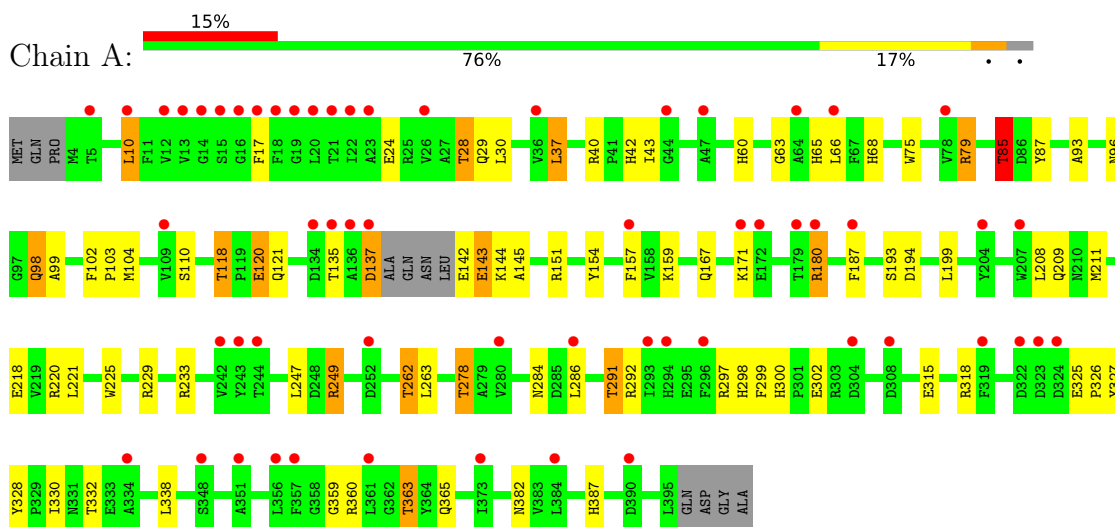 15%
Chain A:
76% 17% • •
MET GLN PRO M4 T5 L10 F11 V12 V13 G14 S15 G16 F17 F18 G19 L20 T21 I22 A23 E24 R25 V26 A27 T28 Q29 L30 V36 L37 R40 P41 H42 I43 G44 A47 H60 G63 A64 H65 L66 F67 H68 W75 V78 R79 T85 D86 Y87 A93 N96
G97 Q98 A99 F102 P103 M104 V109 S110 T118 P119 E120 Q121 D134 T135 A136 D137 ALA GLN ASN LEU E142 E143 K144 A145 R151 Y154 F157 V158 K159 Q167 K171 E172 T179 R180 F187 S193 D194 L199 Y204 W207 L208 Q209 N210 M211
E218 V219 R220 L221 W225 R229 R233 V242 Y243 T244 L247 D248 R249 D252 T262 L263 T278 A279 V280 N284 D285 L286 T291 R292 I293 H294 E295 F296 R297 H298 F299 H300 P301 E302 R303 D304 D308 E315 R318 F319 D322 D323 D324 E325 P326 Y327
Y328 P329 I330 N331 T332 E333 A334 L338 S348 A351 L356 F357 G358 G359 R360 L361 G362 T363 Y364 Q365 I373 N382 V383 L384 H387 D390 L395 GLN ASP GLY ALA